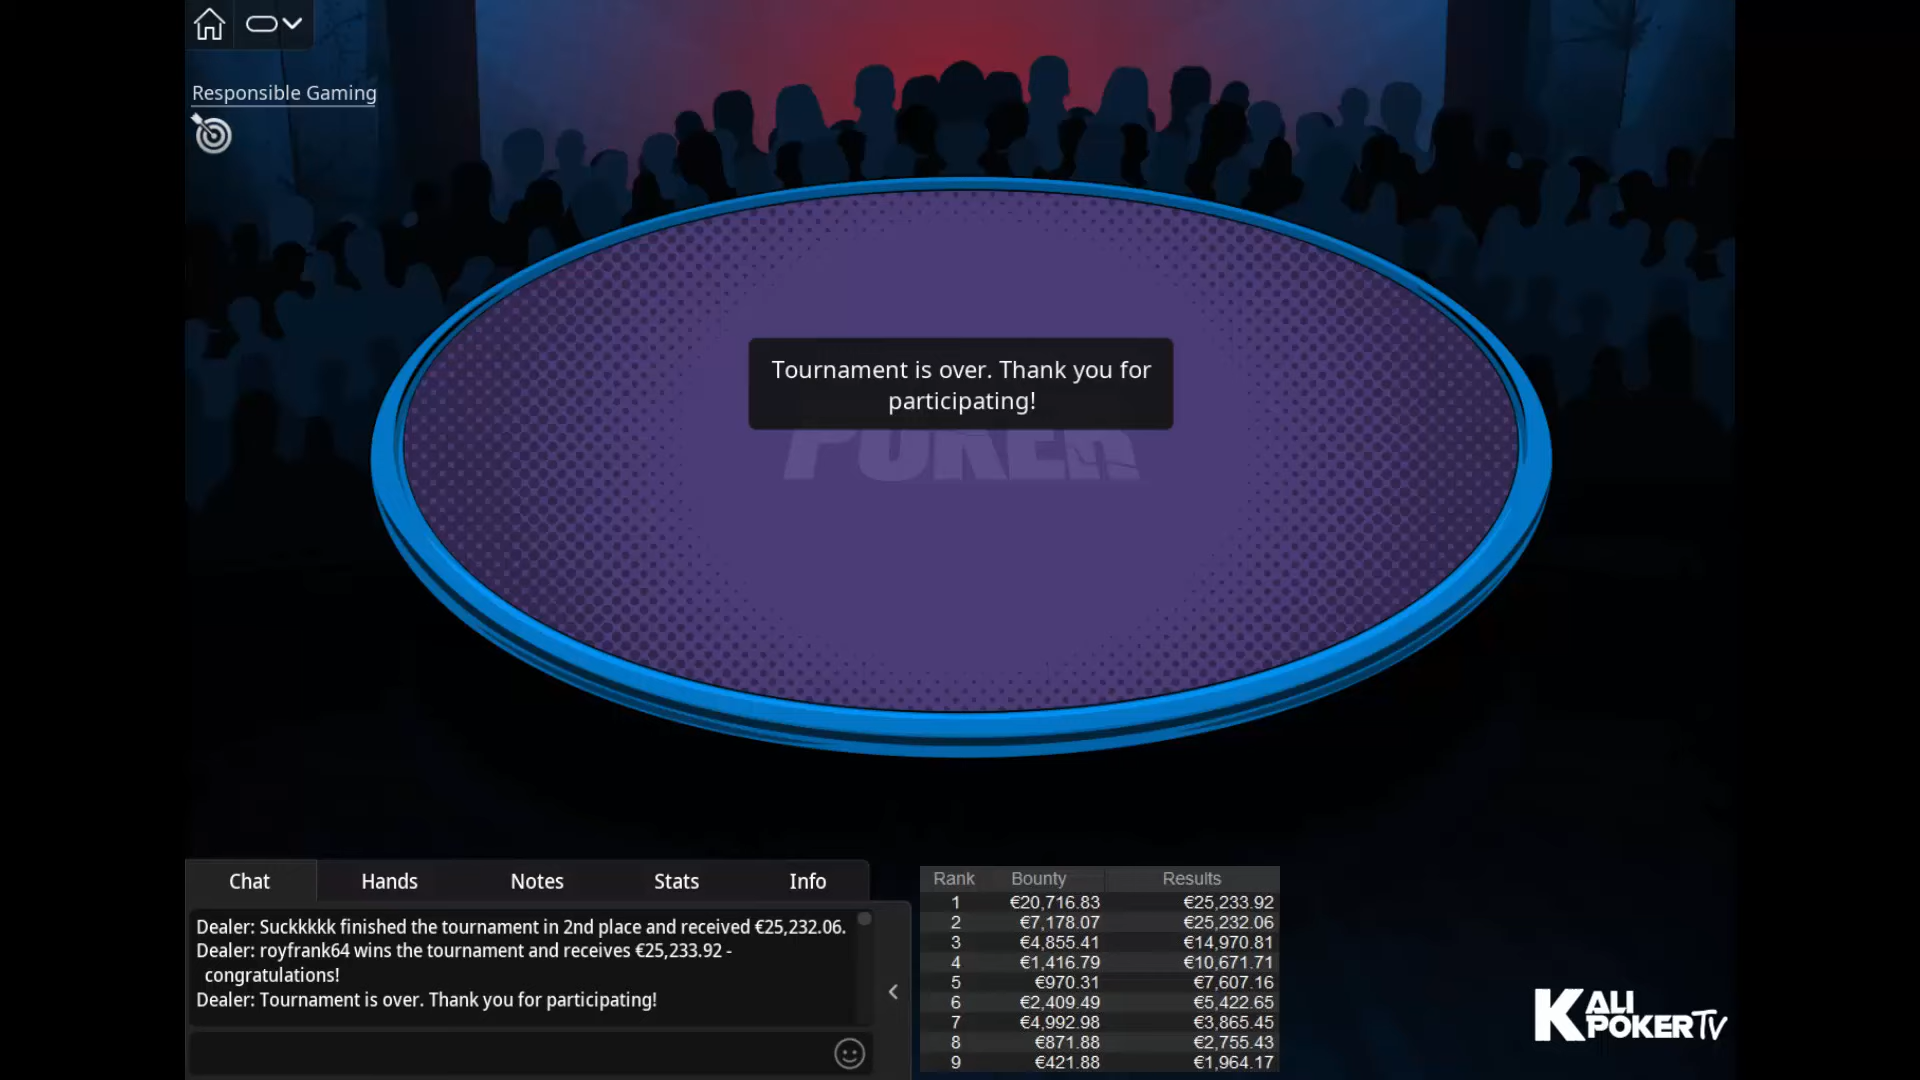 Responsible Gaming
Tournament is over. Thank you for
participating!
POKER
Chat Hands Notes Stats Info
Dealer: Suckkkkk finished the tournament in 2nd place and received €25,232.06.
Dealer: royfrank64 wins the tournament and receives €25,233.92 -
congratulations!
Dealer: Tournament is over. Thank you for participating!
Rank Bounty Results
1 €20,716.83 €25,233.92
2 €7,178.07 €25,232.06
3 €4,855.41 €14,970.81
4 €1,416.79 €10,671.71
5 €970.31 €7,607.16
6 €2,409.49 €5,422.65
7 €4,992.98 €3,865.45
8 €871.88 €2,755.43
9 €421.88 €1,964.17
KALI
POKERTV